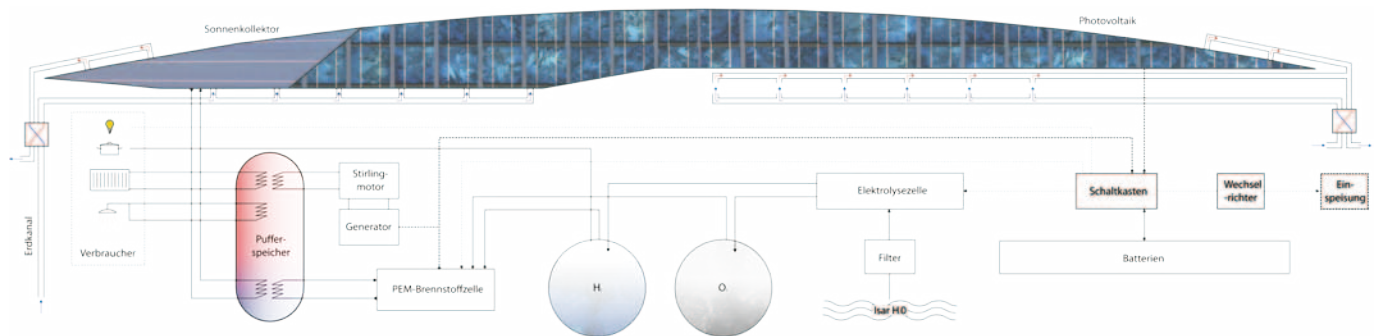 Sonnenkollektor
Photovoltaik
Erdkanal
Verbraucher
Puffer-
speicher
Stirling-
motor
Generator
PEM-Brennstoffzelle
H₂
O₂
Elektrolysezelle
Filter
Isar H₂O
Schaltkasten
Wechsel
-richter
Ein-
speisung
Batterien